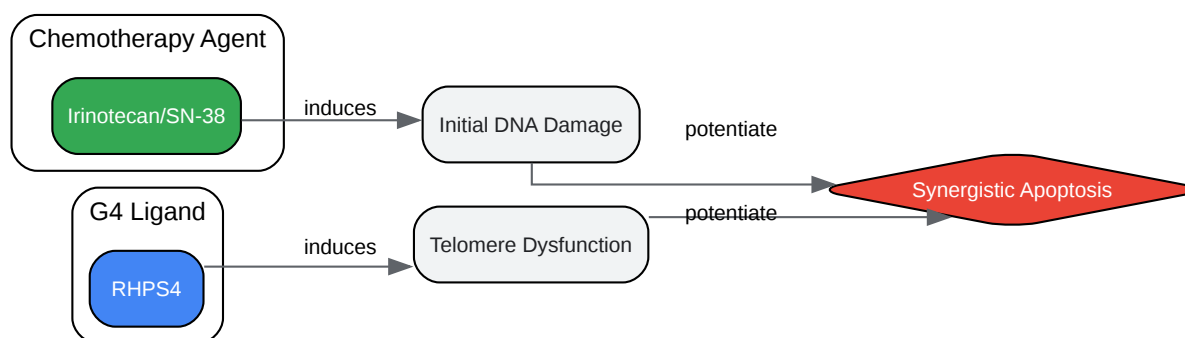 Chemotherapy Agent
Irinotecan/SN-38
induces
Initial DNA Damage
potentiate
Synergistic Apoptosis
G4 Ligand
RHPS4
induces
Telomere Dysfunction
potentiate